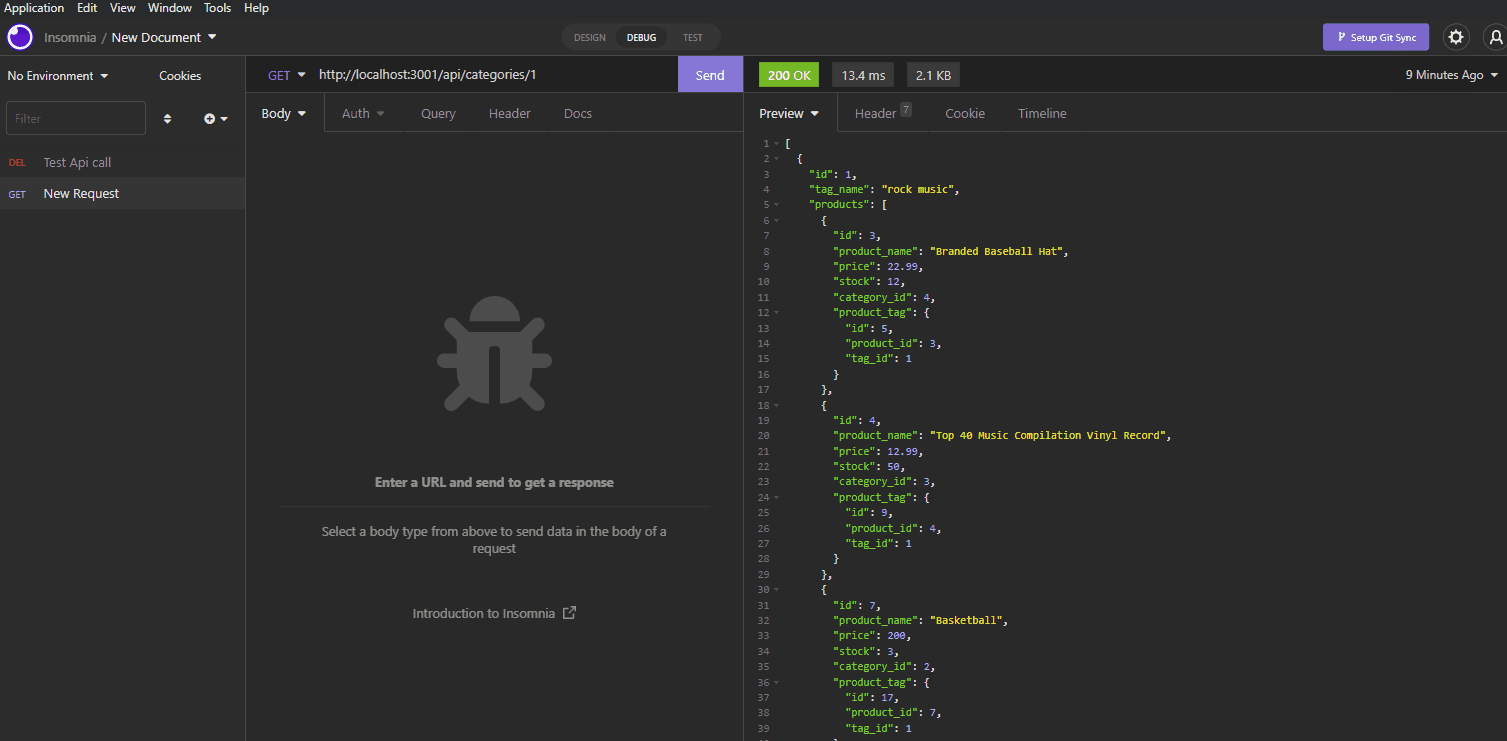 Application Edit View Window Tools Help
Insomnia / New Document
DESIGN DEBUG TEST
Setup Git Sync
No Environment Cookies
GET http://localhost:3001/api/categories/1 Send
200 OK 13.4 ms 2.1 KB 9 Minutes Ago
Filter
Body Auth Query Header Docs
Preview Header 7 Cookie Timeline
DEL Test Api call
GET New Request
Enter a URL and send to get a response
Select a body type from above to send data in the body of a
request
Introduction to Insomnia
1 [
2 {
3 "id": 1,
4 "tag_name": "rock music",
5 "products": [
6 {
7 "id": 3,
8 "product_name": "Branded Baseball Hat",
9 "price": 22.99,
10 "stock": 12,
11 "category_id": 4,
12 "product_tag": {
13 "id": 5,
14 "product_id": 3,
15 "tag_id": 1
16 }
17 },
18 {
19 "id": 4,
20 "product_name": "Top 40 Music Compilation Vinyl Record",
21 "price": 12.99,
22 "stock": 50,
23 "category_id": 3,
24 "product_tag": {
25 "id": 9,
26 "product_id": 4,
27 "tag_id": 1
28 }
29 },
30 {
31 "id": 7,
32 "product_name": "Basketball",
33 "price": 200,
34 "stock": 3,
35 "category_id": 2,
36 "product_tag": {
37 "id": 17,
38 "product_id": 7,
39 "tag_id": 1